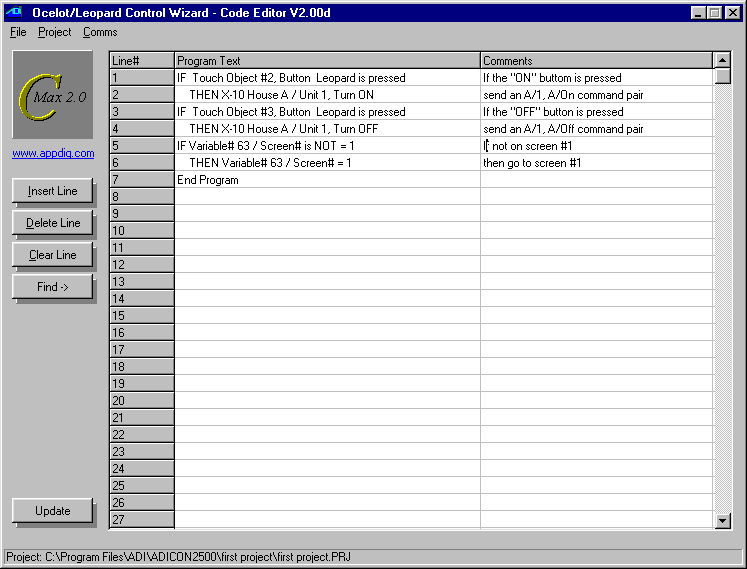 Ocelot/Leopard Control Wizard - Code Editor V2.00d
File Project Comms
C Max 2.0
www.appdig.com
Insert Line
Delete Line
Clear Line
Find ->
Update
Line# Program Text Comments
1 IF Touch Object #2, Button Leopard is pressed If the "ON" buttom is pressed
2 THEN X-10 House A / Unit 1, Turn ON send an A/1, A/On command pair
3 IF Touch Object #3, Button Leopard is pressed If the "OFF" button is pressed
4 THEN X-10 House A / Unit 1, Turn OFF send an A/1, A/Off command pair
5 IF Variable# 63 / Screen# is NOT = 1 If not on screen #1
6 THEN Variable# 63 / Screen# = 1 then go to screen #1
7 End Program
8
9
10
11
12
13
14
15
16
17
18
19
20
21
22
23
24
25
26
27
Project: C:\Program Files\ADI\ADICON2500\first project\first project.PRJ